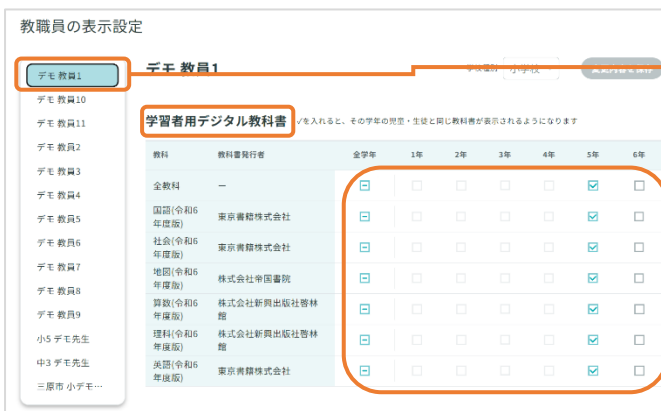 教職員の表示設定
デモ 教員1
デモ 教員10
デモ 教員11
デモ 教員2
デモ 教員3
デモ 教員4
デモ 教員5
デモ 教員6
デモ 教員7
デモ 教員8
デモ 教員9
小5 デモ先生
中3 デモ先生
三原市 小デモ…
デモ 教員1
小学校
学習者用デジタル教科書
✓を入れると、その学年の児童・生徒と同じ教科書が表示されるようになります
教科 教科書発行者 全学年 1年 2年 3年 4年 5年 6年
全教科 ー
国語(令和6
年度版) 東京書籍株式会社
社会(令和6
年度版) 東京書籍株式会社
地図(令和6
年度版) 株式会社帝国書院
算数(令和6
年度版) 株式会社新興出版社啓林
館
理科(令和6
年度版) 株式会社新興出版社啓林
館
英語(令和6
年度版) 東京書籍株式会社